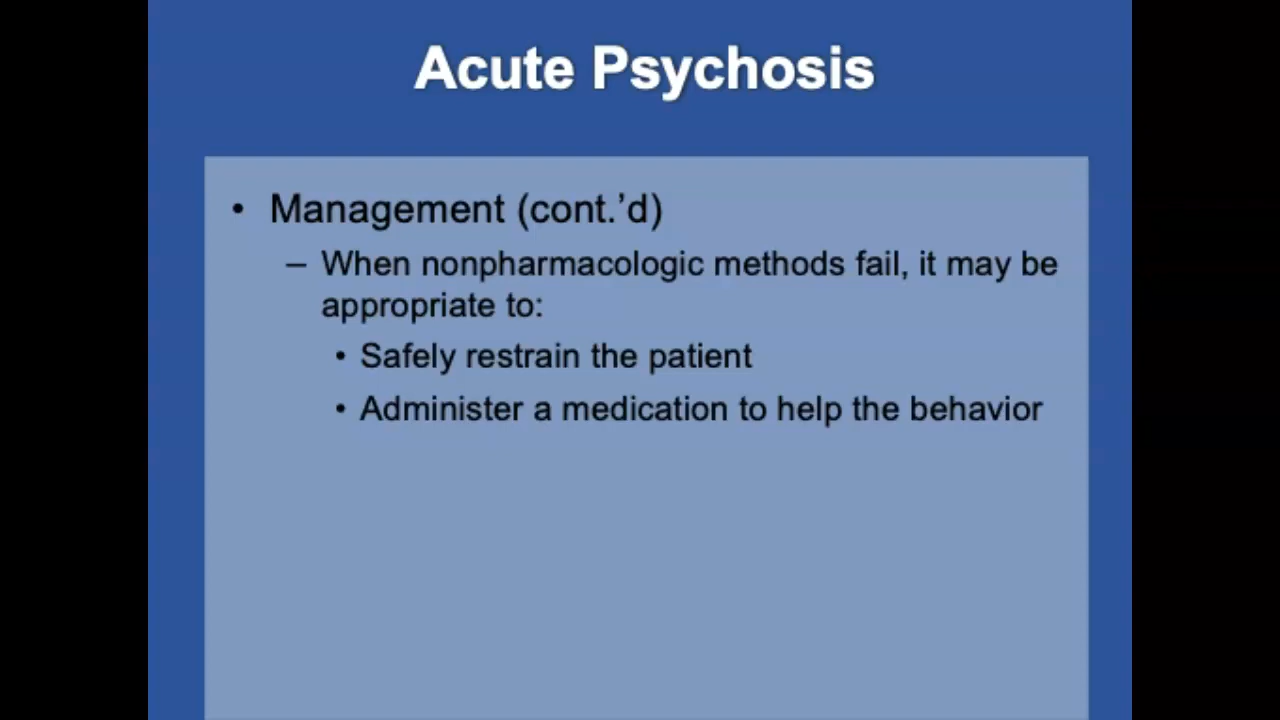 Acute Psychosis
• Management (cont.’d)
– When nonpharmacologic methods fail, it may be
appropriate to:
• Safely restrain the patient
• Administer a medication to help the behavior